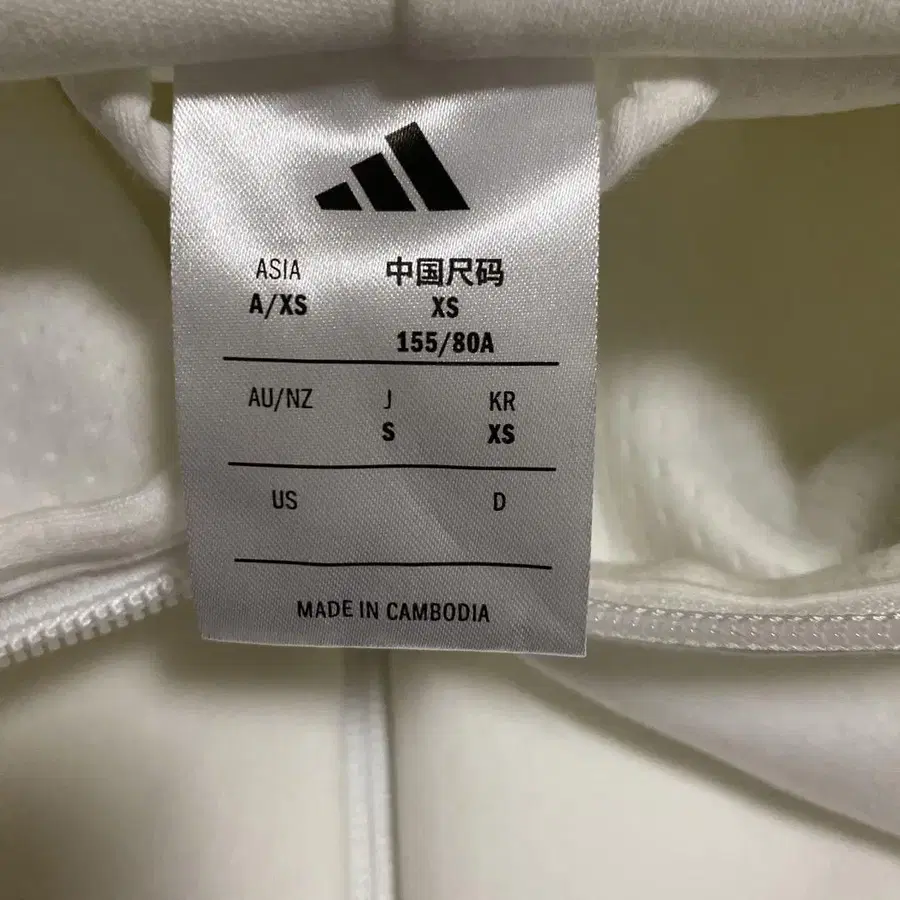 ASIA 中国尺码
A/XS XS
155/80A
AU/NZ J KR
S XS
US D
MADE IN CAMBODIA